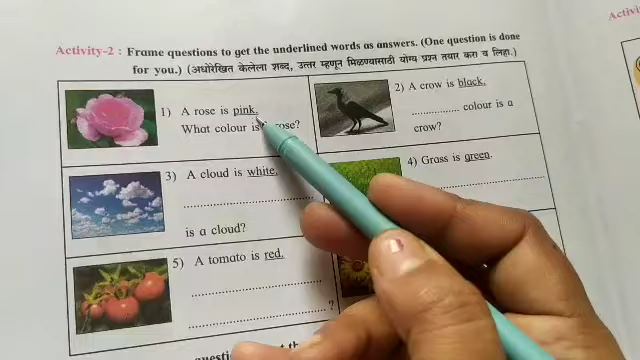 Activity-2 : Frame questions to get the underlined words as answers. (One question is done
for you.) (अधोरेखित केलेला शब्द, उत्तर म्हणून मिळण्यासाठी योग्य प्रश्न तयार करा व लिहा.)
1) A rose is pink.
What colour is rose?
2) A crow is black.
.............. colour is a
crow?
3) A cloud is white.
....................................
is a cloud?
4) Grass is green.
5) A tomato is red.
....................................
.................................... ?